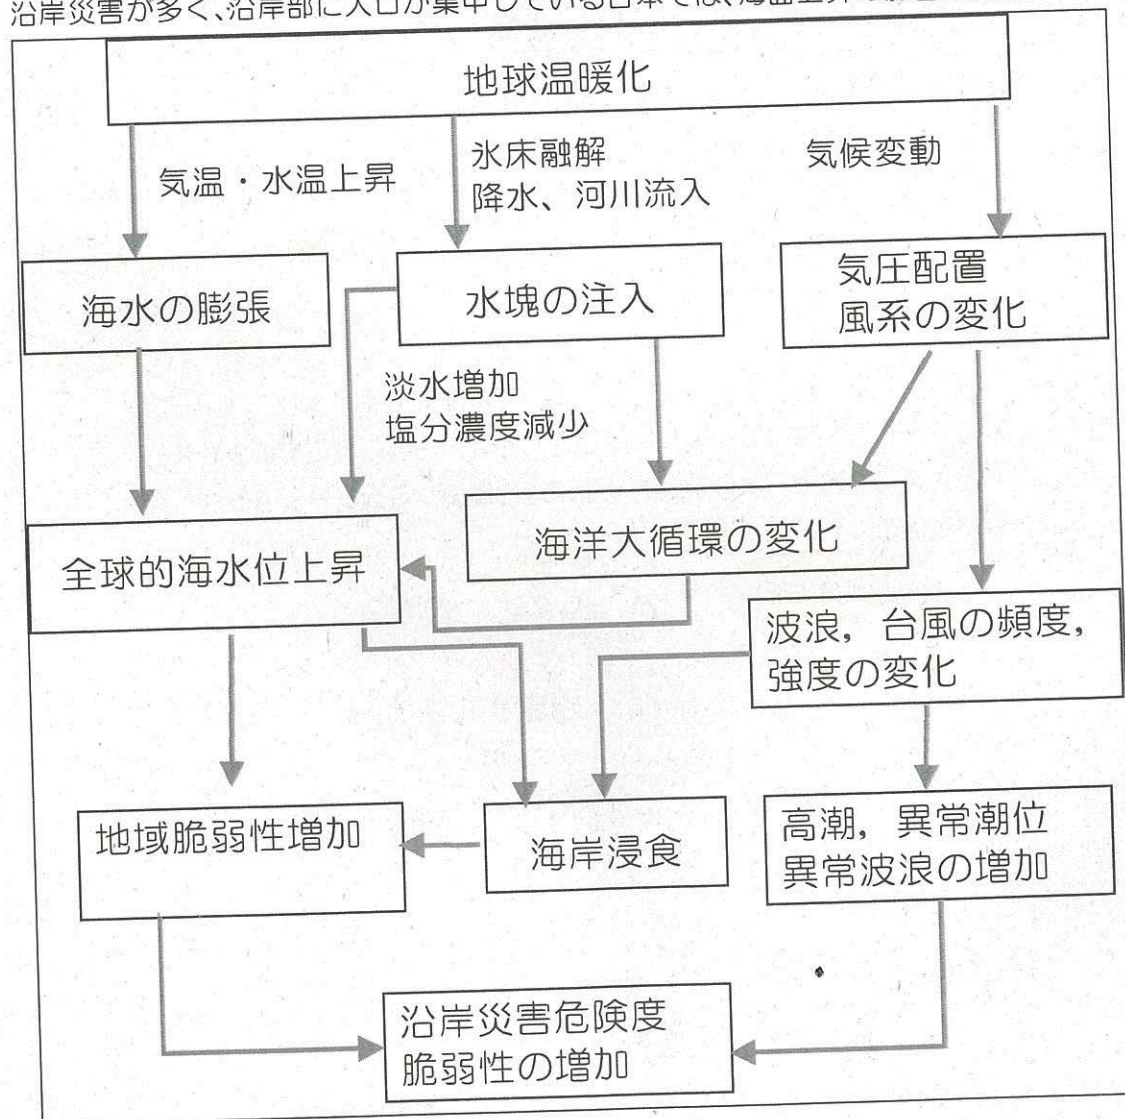 沿岸災害が多く、沿岸部に人口が集中している日本では、海面上昇
地球温暖化
気温・水温上昇
氷床融解
降水、河川流入
気候変動
海水の膨張
水塊の注入
気圧配置
風系の変化
淡水増加
塩分濃度減少
全球的海水位上昇
海洋大循環の変化
波浪，台風の頻度，
強度の変化
地域脆弱性増加
海岸浸食
高潮，異常潮位
異常波浪の増加
沿岸災害危険度
脆弱性の増加